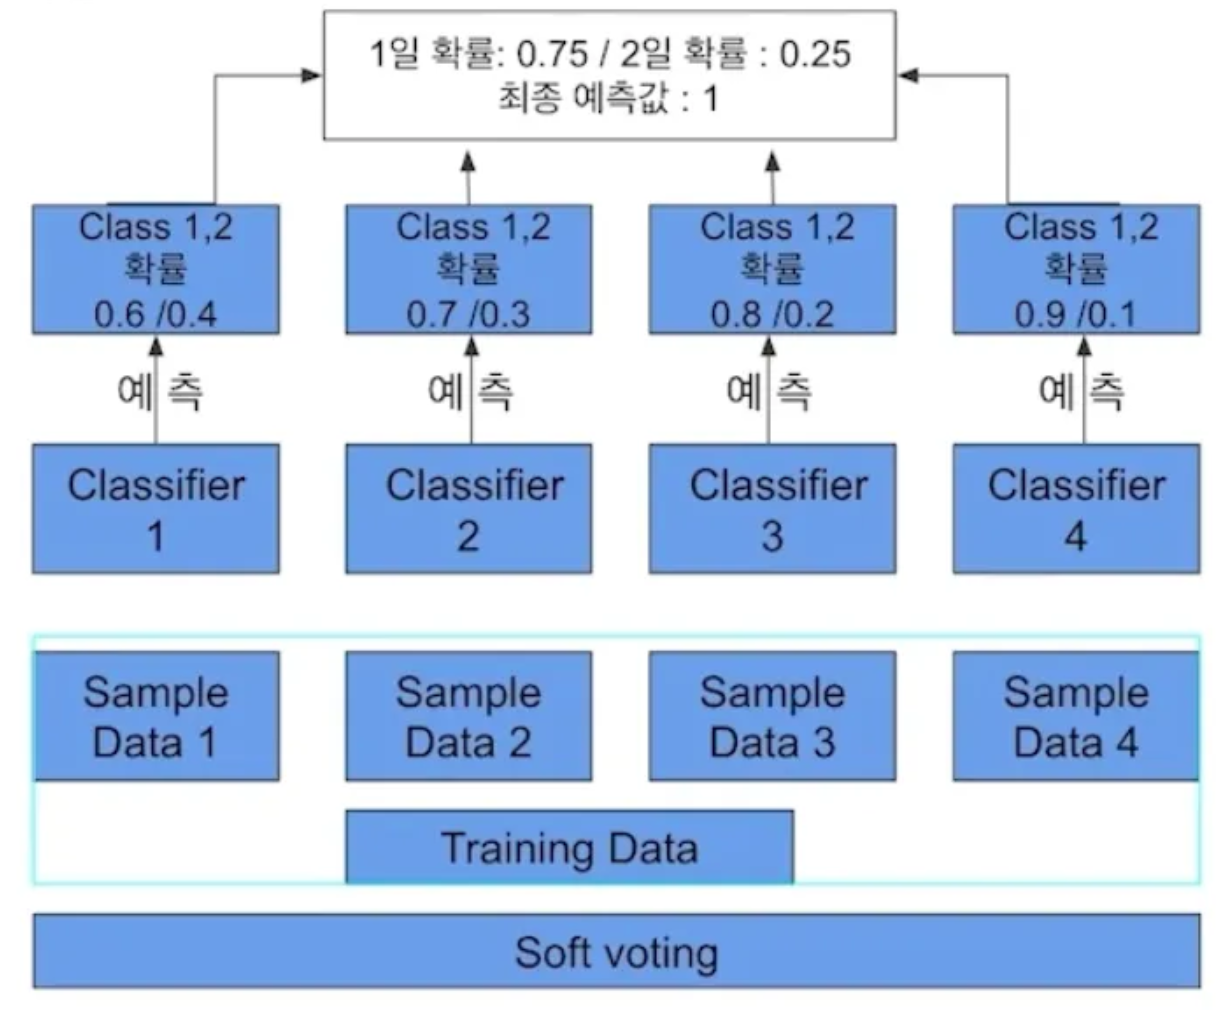 1일 확률: 0.75 / 2일 확률 : 0.25
최종 예측값 : 1
Class 1,2
확률
0.6 /0.4
Class 1,2
확률
0.7 /0.3
Class 1,2
확률
0.8 /0.2
Class 1,2
확률
0.9 /0.1
예 측
예 측
예 측
예 측
Classifier
1
Classifier
2
Classifier
3
Classifier
4
Sample
Data 1
Sample
Data 2
Sample
Data 3
Sample
Data 4
Training Data
Soft voting